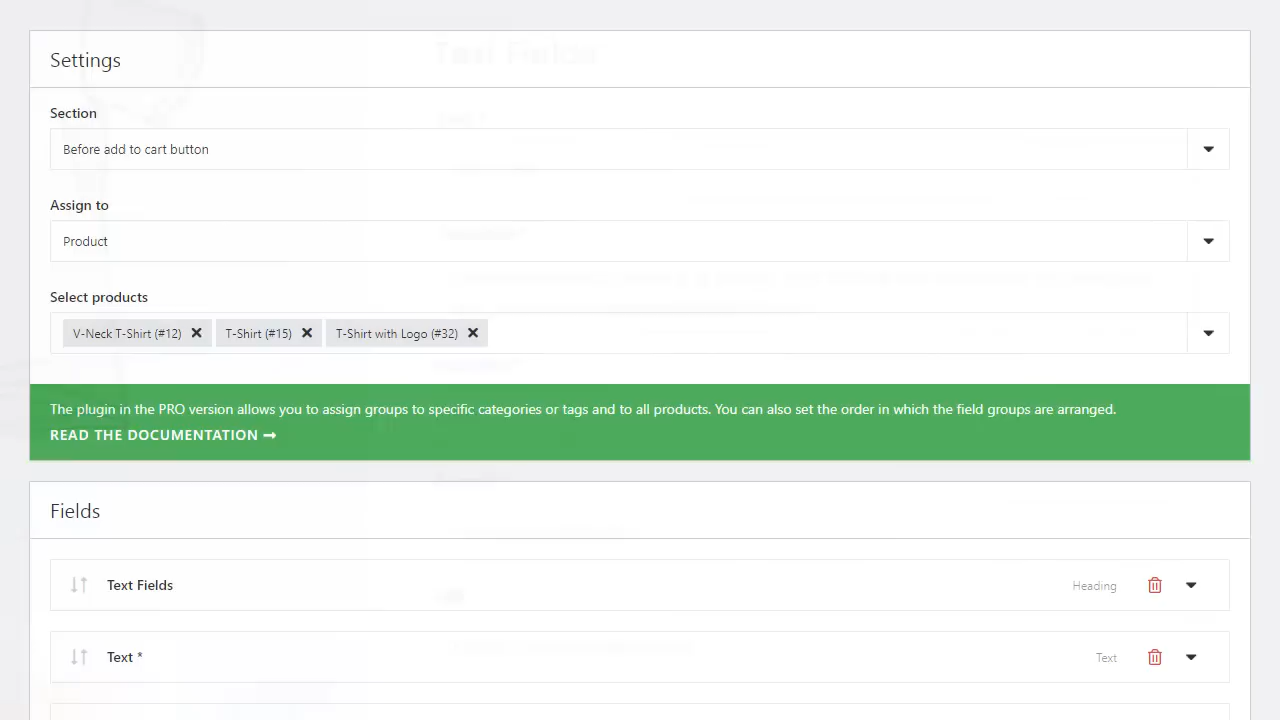 Settings
Section
Before add to cart button
Assign to
Product
Select products
V-Neck T-Shirt (#12) T-Shirt (#15) T-Shirt with Logo (#32)
The plugin in the PRO version allows you to assign groups to specific categories or tags and to all products. You can also set the order in which the field groups are arranged.
READ THE DOCUMENTATION →
Fields
Text Fields Heading
Text * Text